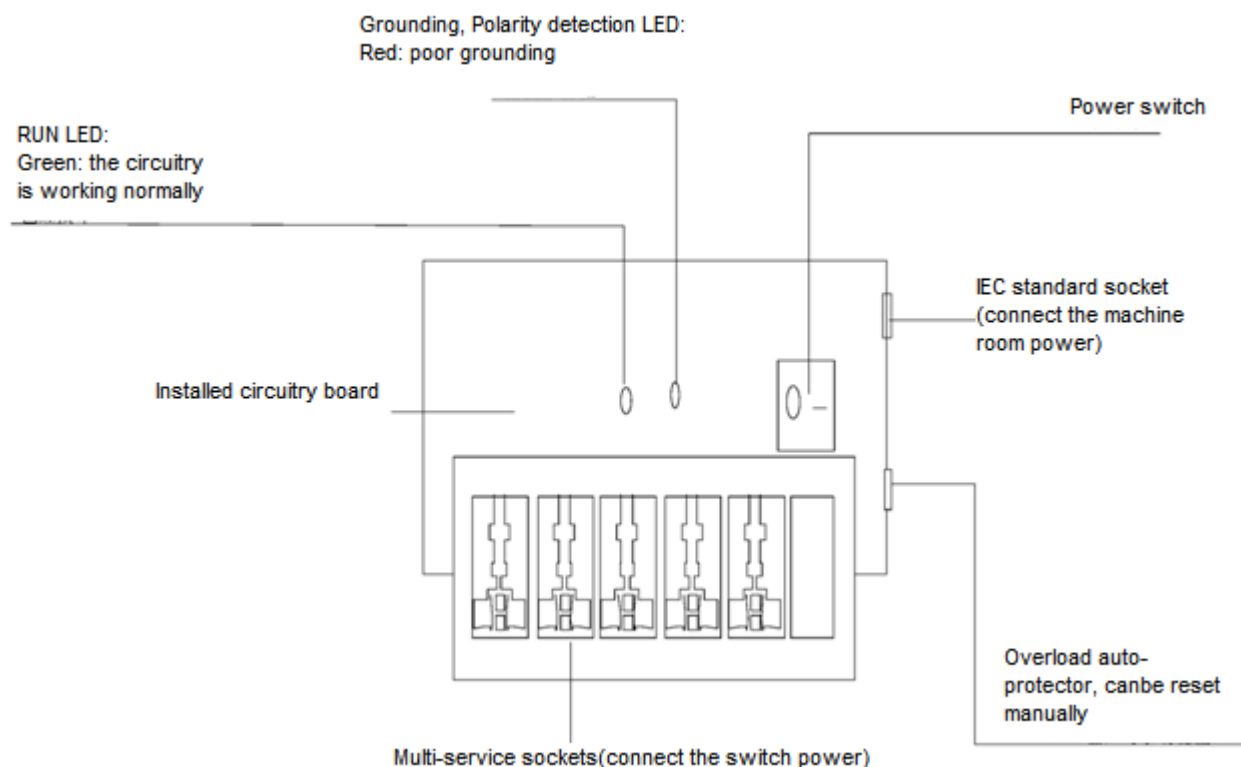 Grounding, Polarity detection LED:
Red: poor grounding
Power switch
RUN LED:
Green: the circuitry
is working normally
IEC standard socket
(connect the machine
room power)
Installed circuitry board
Overload auto-
protector, canbe reset
manually
Multi-service sockets(connect the switch power)